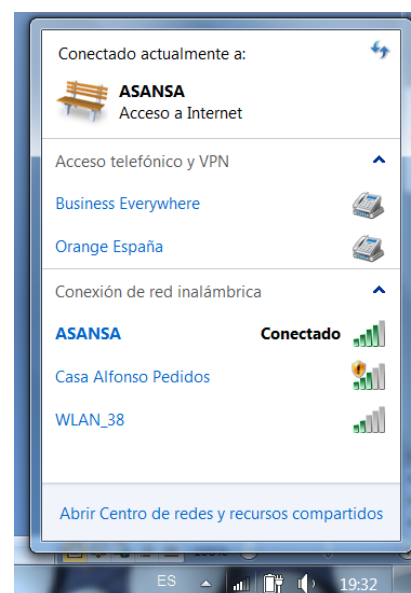 Conectado actualmente a:
ASANSA
Acceso a Internet
Acceso telefónico y VPN
Business Everywhere
Orange España
Conexión de red inalámbrica
ASANSA Conectado
Casa Alfonso Pedidos
WLAN_38
Abrir Centro de redes y recursos compartidos
ES 19:32